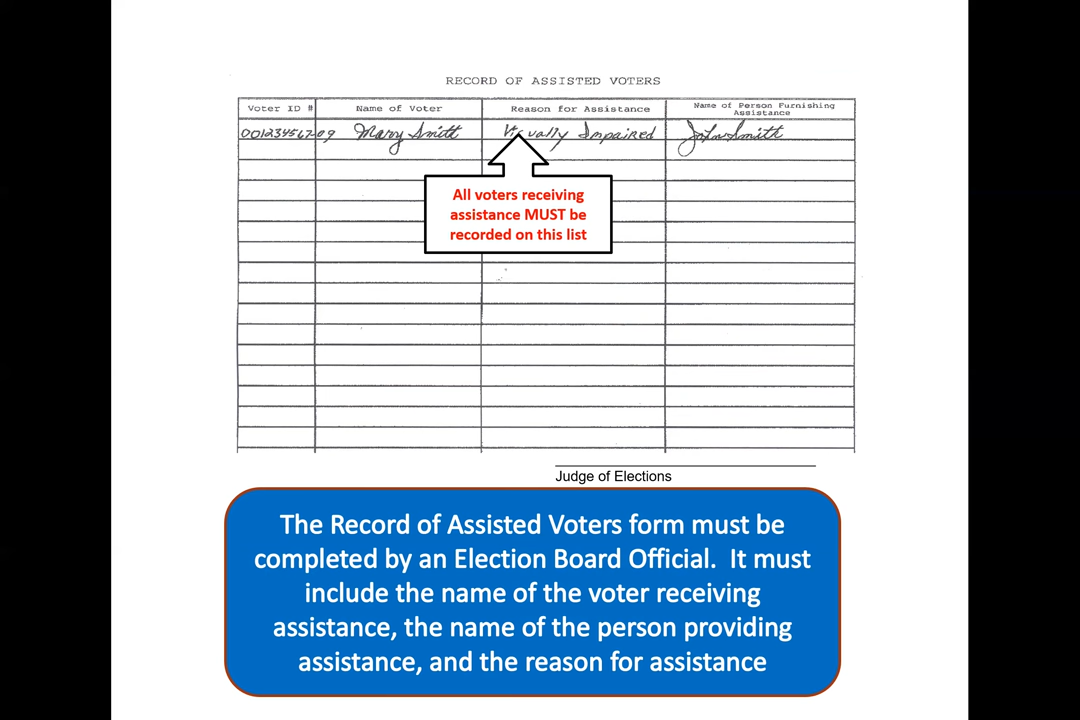 RECORD OF ASSISTED VOTERS
Voter ID # Name of Voter Reason for Assistance Name of Person Furnishing Assistance
001234567-09 Mary Smith Visually Impaired John Smith
All voters receiving
assistance MUST be
recorded on this list
Judge of Elections
The Record of Assisted Voters form must be
completed by an Election Board Official. It must
include the name of the voter receiving
assistance, the name of the person providing
assistance, and the reason for assistance